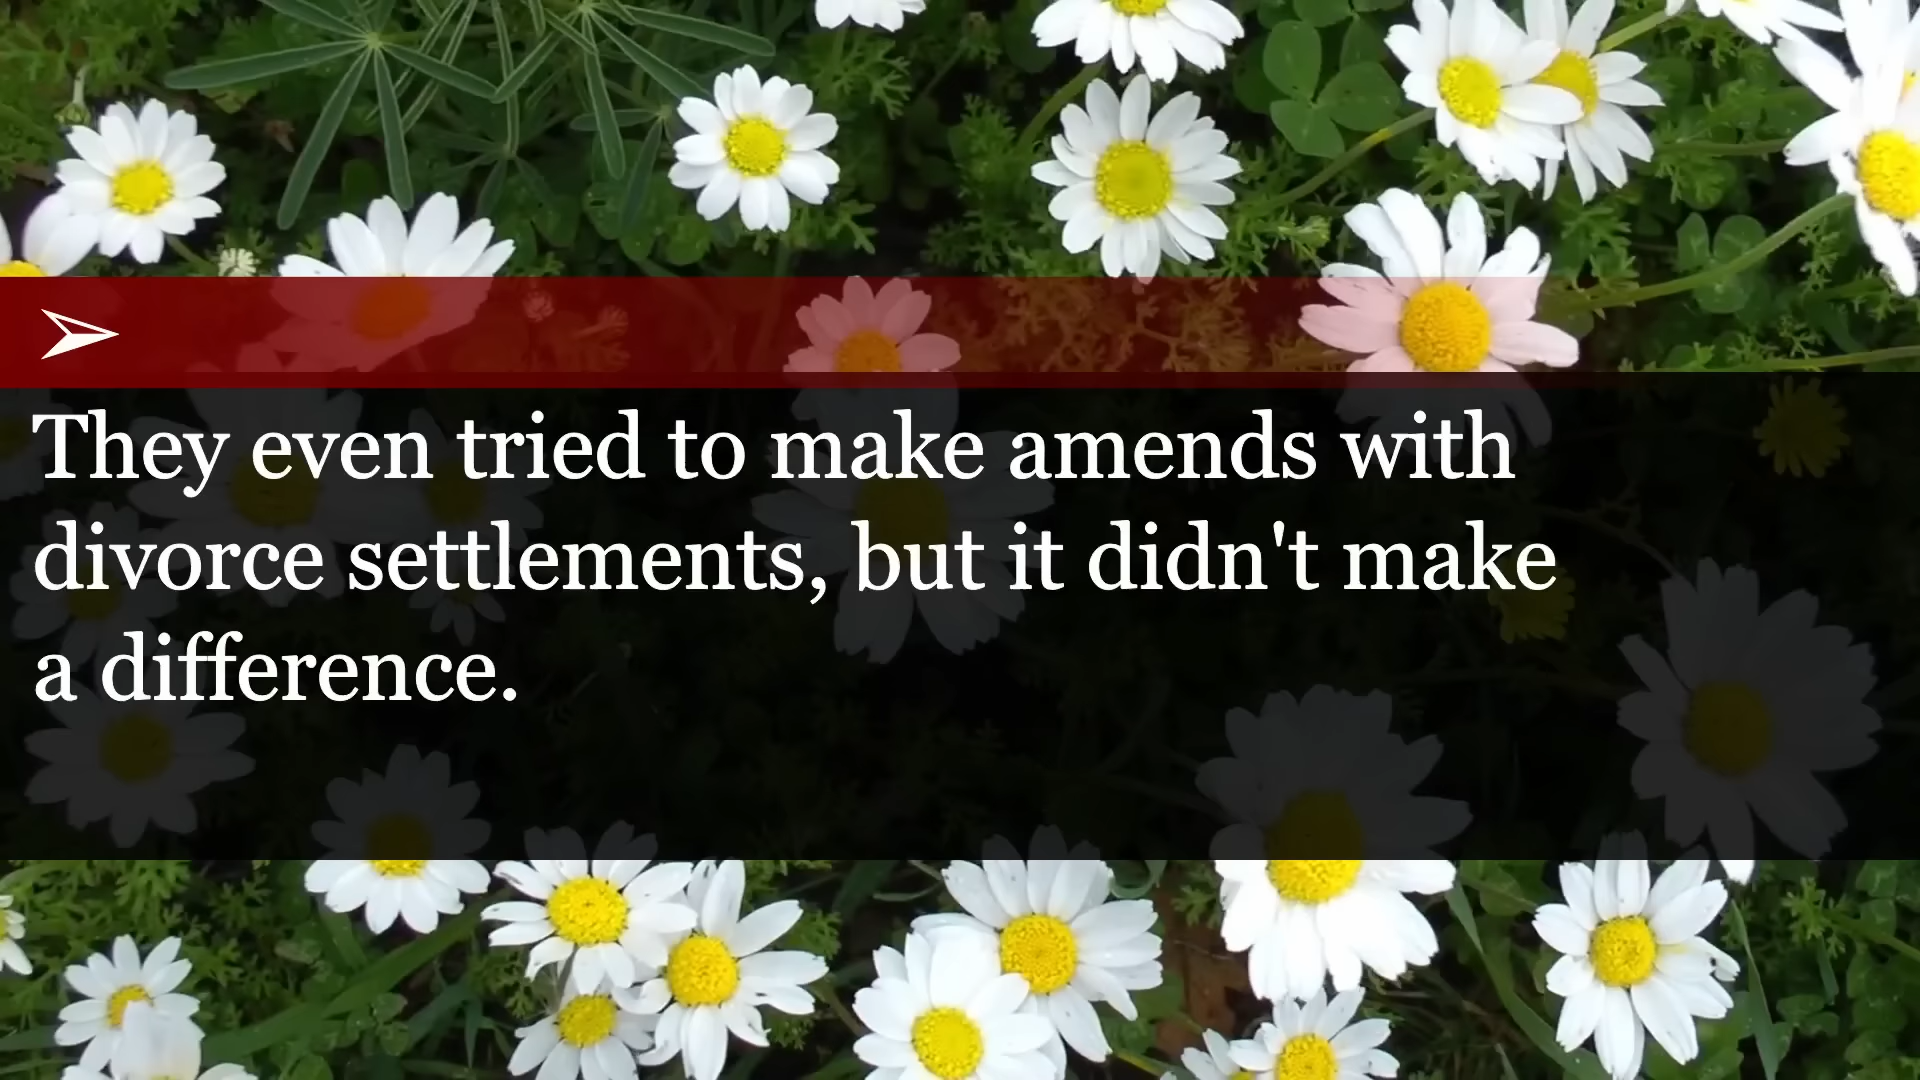 They even tried to make amends with
divorce settlements, but it didn't make
a difference.